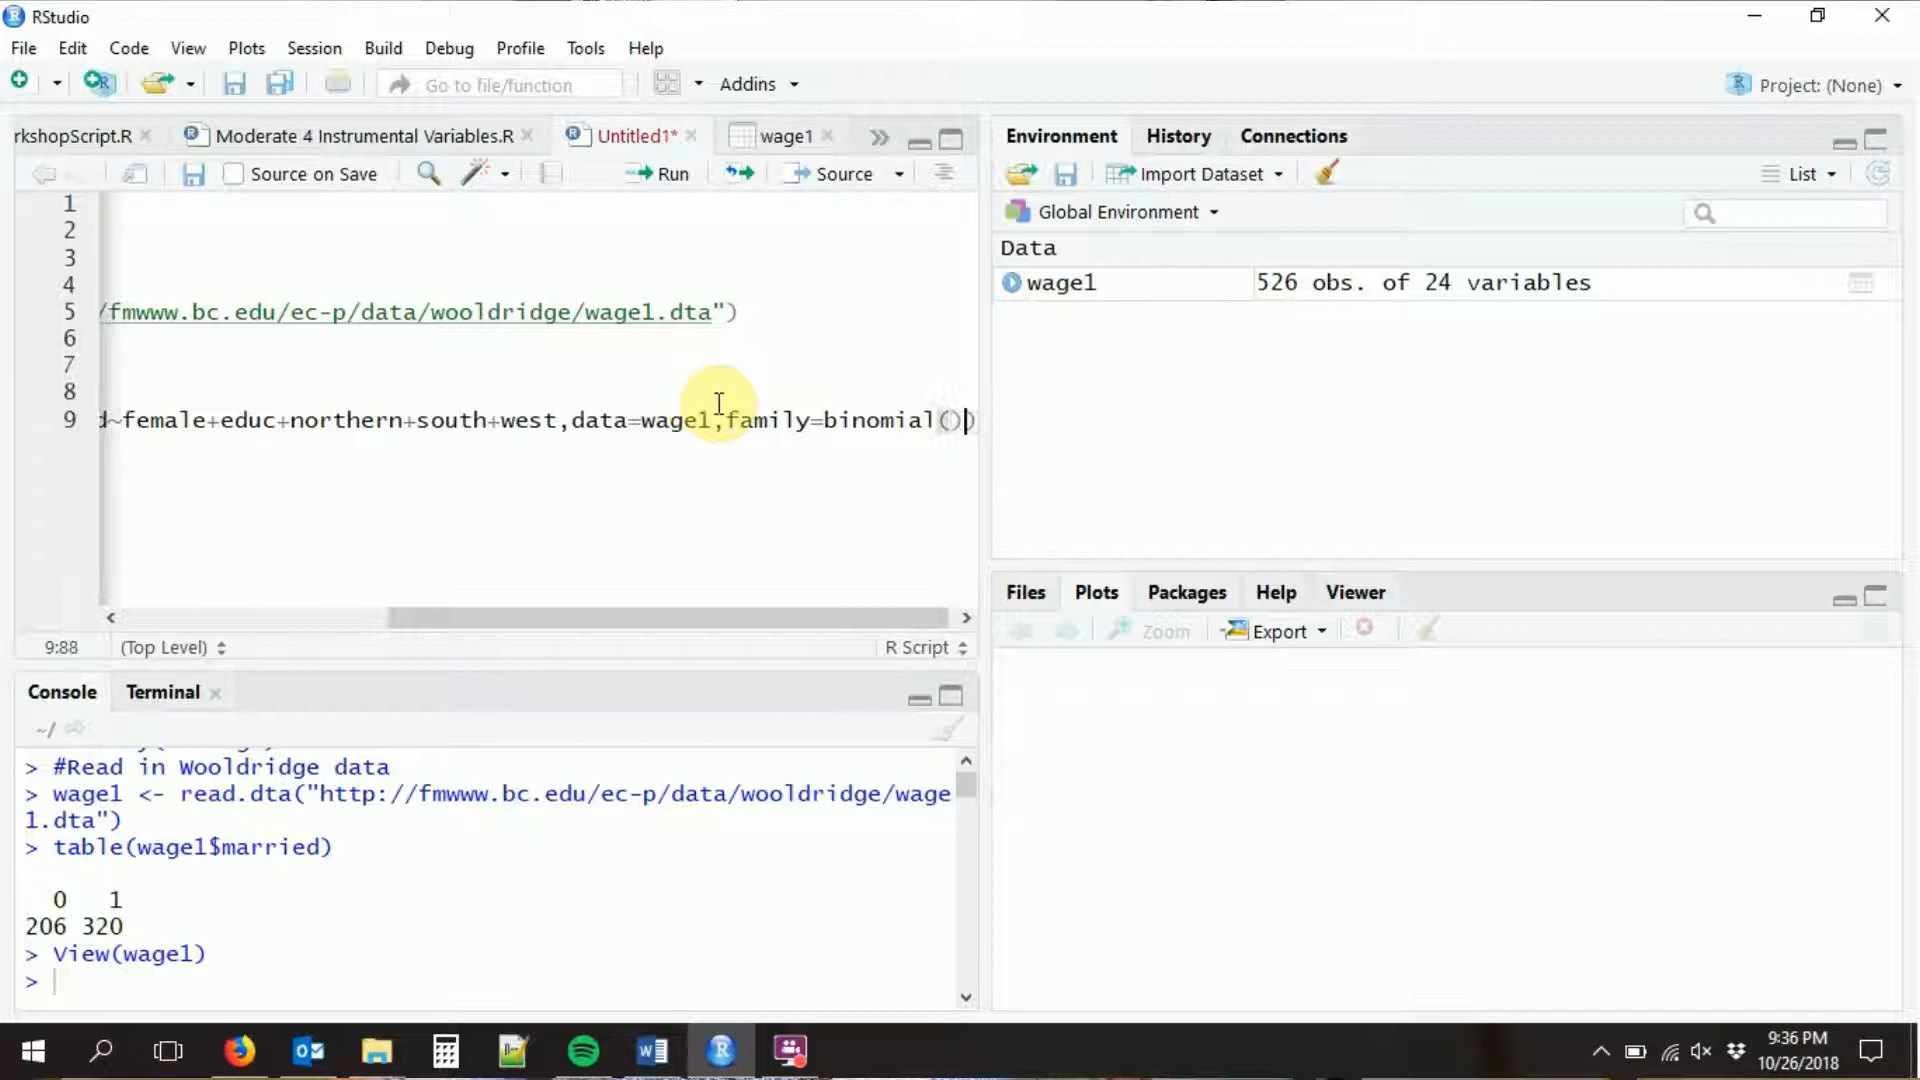 RStudio
File Edit Code View Plots Session Build Debug Profile Tools Help
Go to file/function Addins Project: (None)
rkshopScript.R Moderate 4 Instrumental Variables.R Untitled1* wage1
Source on Save Run Source
1
2
3
4
5 /fmwww.bc.edu/ec-p/data/wooldridge/wage1.dta")
6
7
8
9 d~female+educ+northern+south+west,data=wage1,family=binomial())
9:88 (Top Level) R Script
Console Terminal
~/
> #Read in Wooldridge data
> wage1 <- read.dta("http://fmwww.bc.edu/ec-p/data/wooldridge/wage
1.dta")
> table(wage1$married)
0 1
206 320
> View(wage1)
>
Environment History Connections
Import Dataset List
Global Environment
Data
wage1 526 obs. of 24 variables
Files Plots Packages Help Viewer
Zoom Export
9:36 PM
10/26/2018